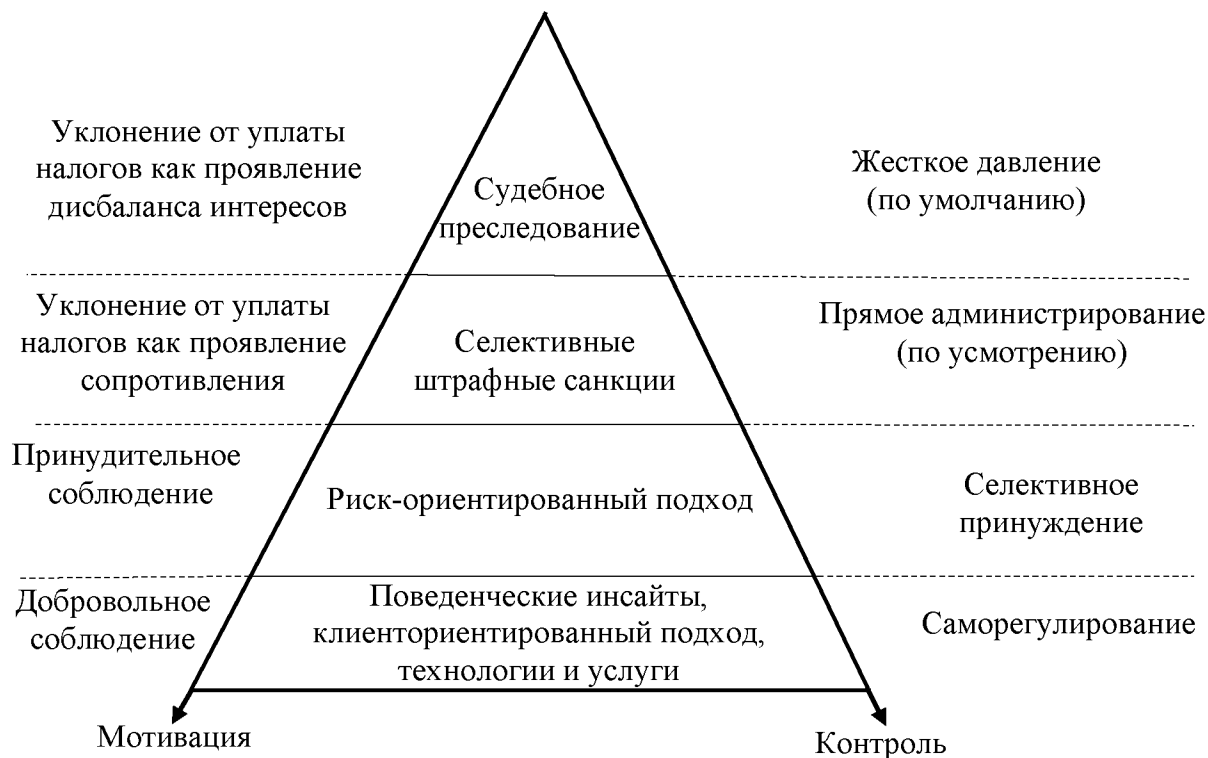 Уклонение от уплаты
налогов как проявление
дисбаланса интересов
Судебное
преследование
Жесткое давление
(по умолчанию)
Уклонение от уплаты
налогов как проявление
сопротивления
Селективные
штрафные санкции
Прямое администрирование
(по усмотрению)
Принудительное
соблюдение
Риск-ориентированный подход
Селективное
принуждение
Добровольное
соблюдение
Поведенческие инсайты,
клиенториентированный подход,
технологии и услуги
Саморегулирование
Мотивация
Контроль